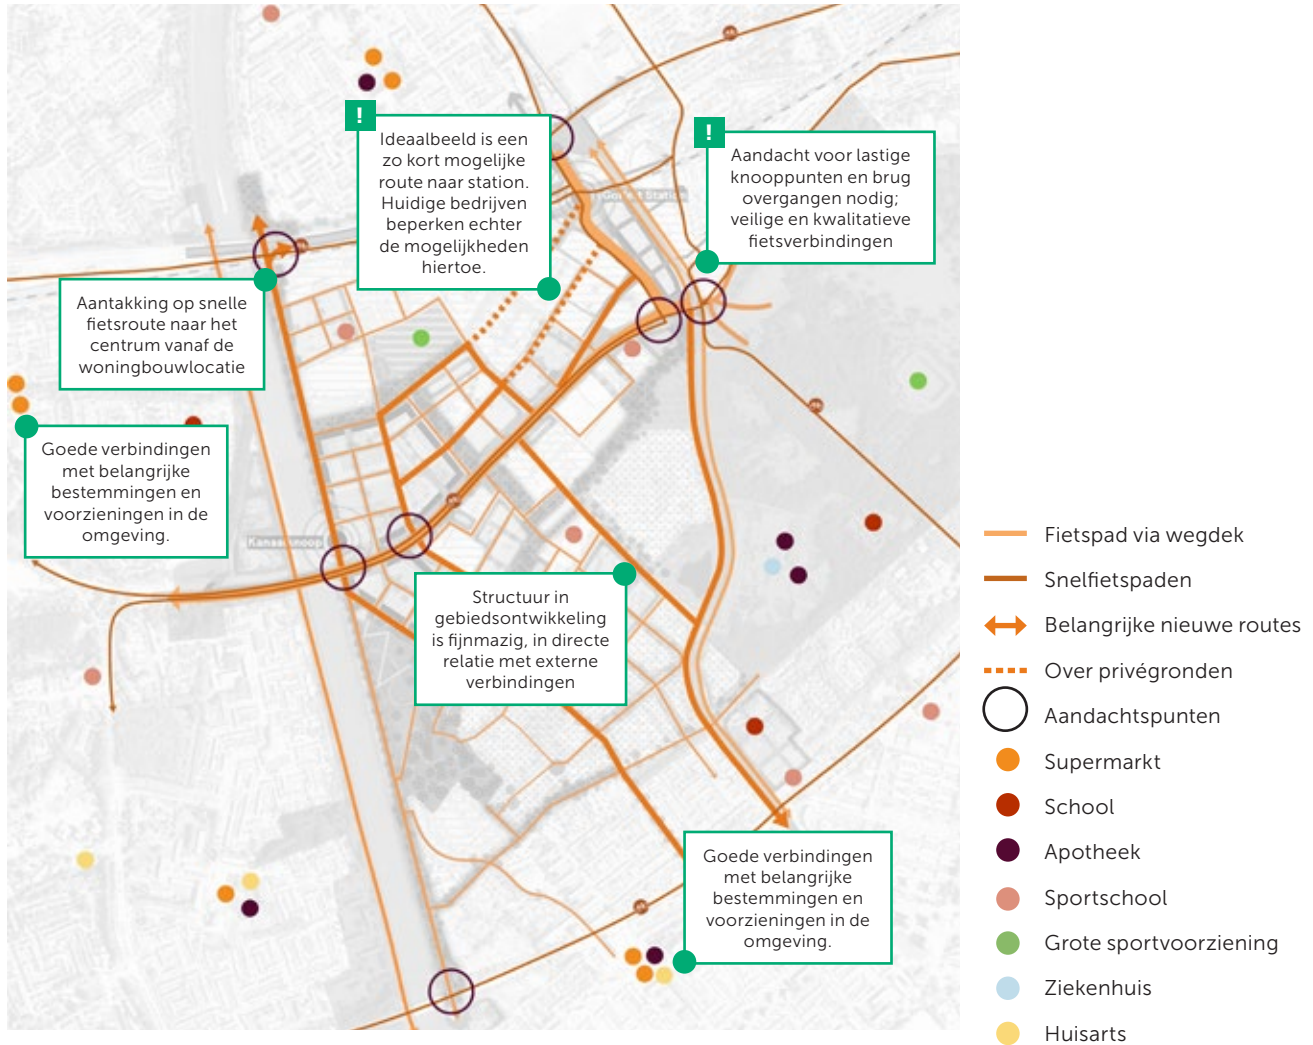 !
Ideaalbeeld is een
zo kort mogelijke
route naar station.
Huidige bedrijven
beperken echter
de mogelijkheden
hiertoe.
!
Aandacht voor lastige
knooppunten en brug
overgangen nodig;
veilige en kwalitatieve
fietsverbindingen
Station
Aantakking op snelle
fietsroute naar het
centrum vanaf de
woningbouwlocatie
Goede verbindingen
met belangrijke
bestemmingen en
voorzieningen in de
omgeving.
Structuur in
gebiedsontwikkeling
is fijnmazig, in directe
relatie met externe
verbindingen
Goede verbindingen
met belangrijke
bestemmingen en
voorzieningen in de
omgeving.
Fietspad via wegdek
Snelfietspaden
Belangrijke nieuwe routes
Over privégronden
Aandachtspunten
Supermarkt
School
Apotheek
Sportschool
Grote sportvoorziening
Ziekenhuis
Huisarts